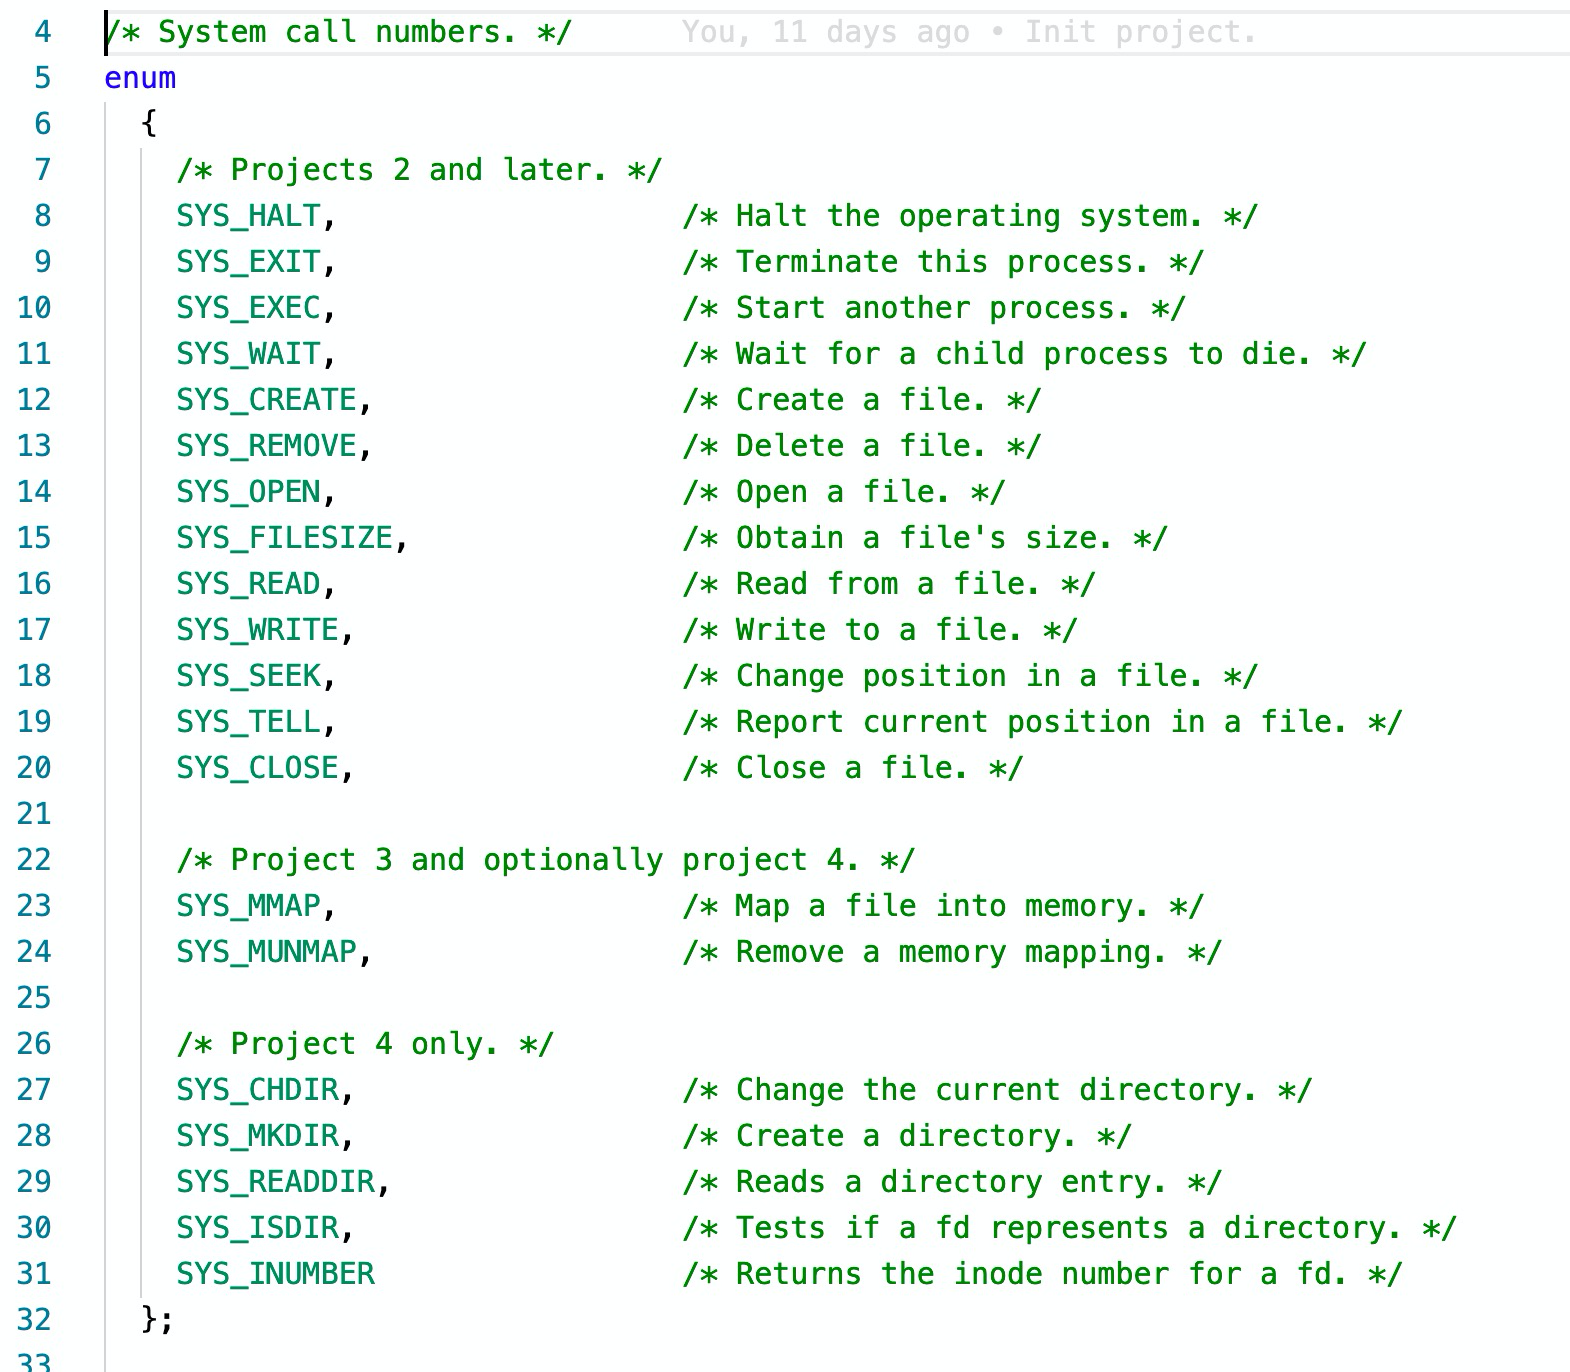 4 /* System call numbers. */ You, 11 days ago • Init project.
5 enum
6 {
7 /* Projects 2 and later. */
8 SYS_HALT, /* Halt the operating system. */
9 SYS_EXIT, /* Terminate this process. */
10 SYS_EXEC, /* Start another process. */
11 SYS_WAIT, /* Wait for a child process to die. */
12 SYS_CREATE, /* Create a file. */
13 SYS_REMOVE, /* Delete a file. */
14 SYS_OPEN, /* Open a file. */
15 SYS_FILESIZE, /* Obtain a file's size. */
16 SYS_READ, /* Read from a file. */
17 SYS_WRITE, /* Write to a file. */
18 SYS_SEEK, /* Change position in a file. */
19 SYS_TELL, /* Report current position in a file. */
20 SYS_CLOSE, /* Close a file. */
21
22 /* Project 3 and optionally project 4. */
23 SYS_MMAP, /* Map a file into memory. */
24 SYS_MUNMAP, /* Remove a memory mapping. */
25
26 /* Project 4 only. */
27 SYS_CHDIR, /* Change the current directory. */
28 SYS_MKDIR, /* Create a directory. */
29 SYS_READDIR, /* Reads a directory entry. */
30 SYS_ISDIR, /* Tests if a fd represents a directory. */
31 SYS_INUMBER /* Returns the inode number for a fd. */
32 };
33